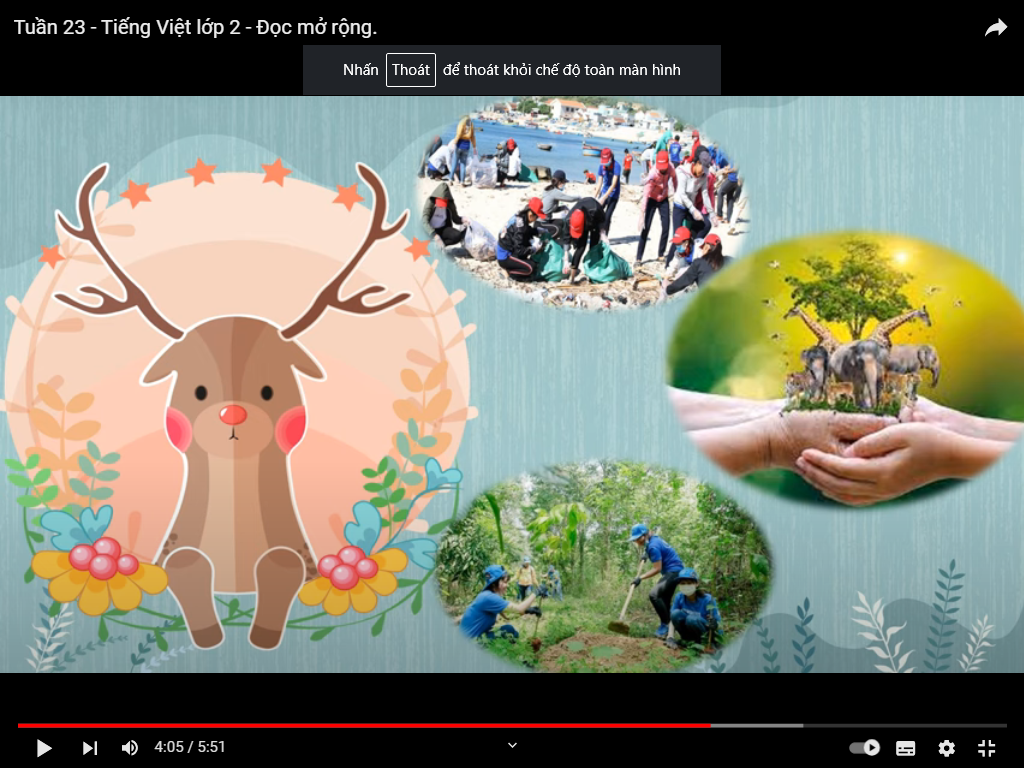 Tuần 23 - Tiếng Việt lớp 2 - Đọc mở rộng.
Nhấn Thoát để thoát khỏi chế độ toàn màn hình
4:05 / 5:51